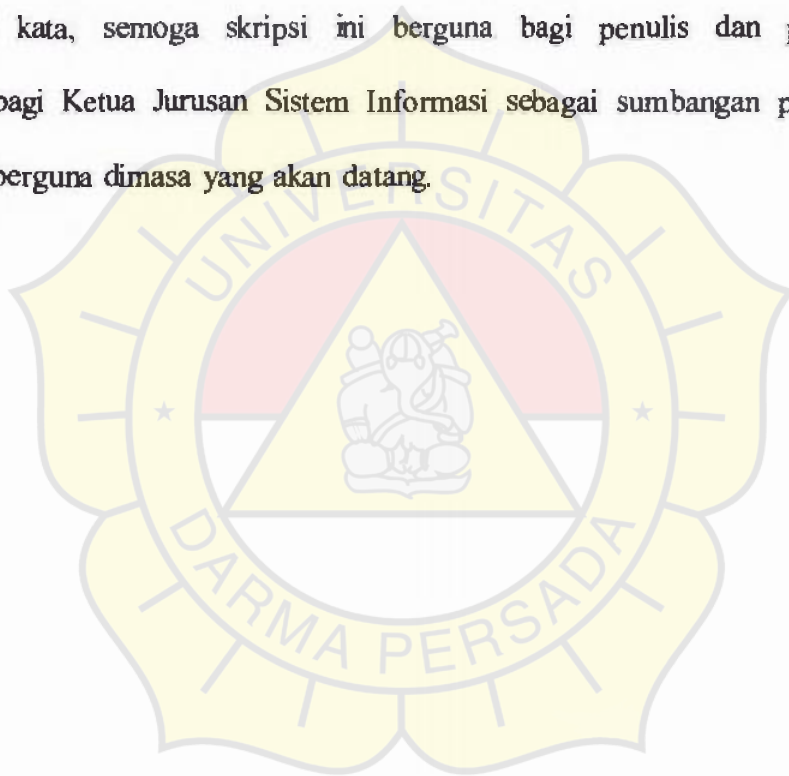 kata, semoga skripsi ini berguna bagi penulis dan
bagi Ketua Jurusan Sistem Informasi sebagai sumbangan
berguna dimasa yang akan datang.
UNIVERSITAS
DARMA PERSADA